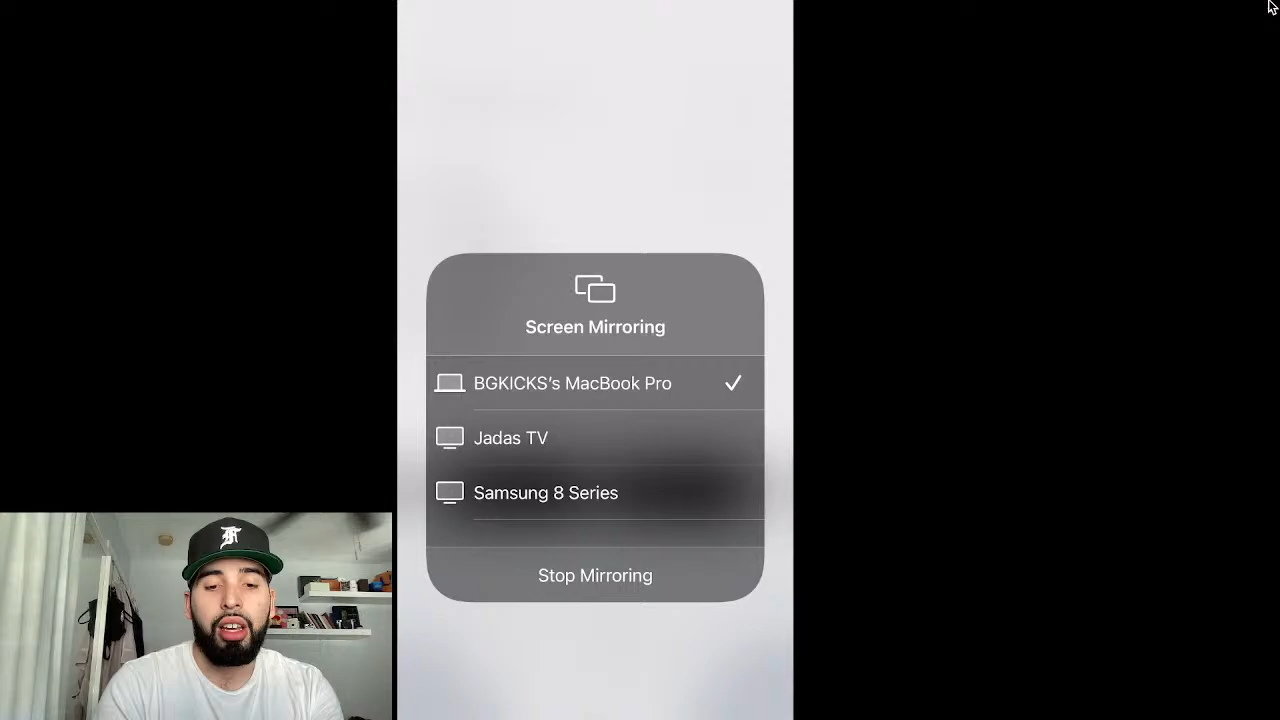 Screen Mirroring
BGKICKS’s MacBook Pro
Jadas TV
Samsung 8 Series
Stop Mirroring